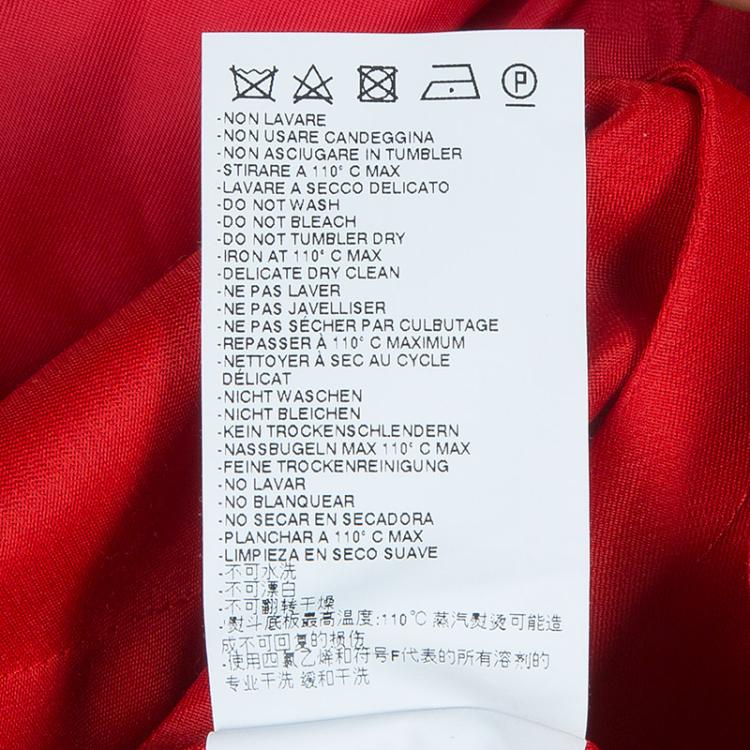 P
-NON LAVARE
-NON USARE CANDEGGINA
-NON ASCIUGARE IN TUMBLER
-STIRARE A 110° C MAX
-LAVARE A SECCO DELICATO
-DO NOT WASH
-DO NOT BLEACH
-DO NOT TUMBLER DRY
-IRON AT 110° C MAX
-DELICATE DRY CLEAN
-NE PAS LAVER
-NE PAS JAVELLISER
-NE PAS SÉCHER PAR CULBUTAGE
-REPASSER À 110° C MAXIMUM
-NETTOYER À SEC AU CYCLE
DÉLICAT
-NICHT WASCHEN
-NICHT BLEICHEN
-KEIN TROCKENSCHLENDERN
-NASSBUGELN MAX 110° C MAX
-FEINE TROCKENREINIGUNG
-NO LAVAR
-NO BLANQUEAR
-NO SECAR EN SECADORA
-PLANCHAR A 110° C MAX
-LIMPIEZA EN SECO SUAVE
-不可水洗
-不可漂白
-不可翻转干燥
-熨斗底板最高温度:110℃ 蒸汽熨烫可能造
成不可回复的损伤
-使用四氯乙烯和符号F代表的所有溶剂的
专业干洗 缓和干洗